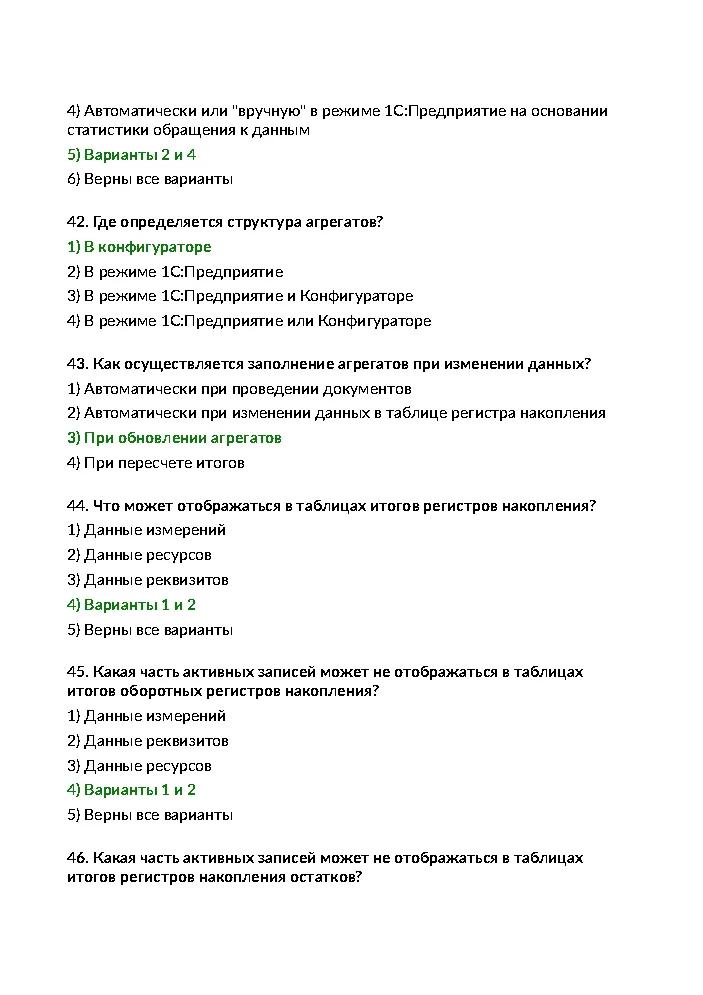 4) Автоматически или "вручную" в режиме 1С:Предприятие на основании
статистики обращения к данным
5) Варианты 2 и 4
6) Верны все варианты
42. Где определяется структура агрегатов?
1) В конфигураторе
2) В режиме 1С:Предприятие
3) В режиме 1С:Предприятие и Конфигураторе
4) В режиме 1С:Предприятие или Конфигураторе
43. Как осуществляется заполнение агрегатов при изменении данных?
1) Автоматически при проведении документов
2) Автоматически при изменении данных в таблице регистра накопления
3) При обновлении агрегатов
4) При пересчете итогов
44. Что может отображаться в таблицах итогов регистров накопления?
1) Данные измерений
2) Данные ресурсов
3) Данные реквизитов
4) Варианты 1 и 2
5) Верны все варианты
45. Какая часть активных записей может не отображаться в таблицах
итогов оборотных регистров накопления?
1) Данные измерений
2) Данные реквизитов
3) Данные ресурсов
4) Варианты 1 и 2
5) Верны все варианты
46. Какая часть активных записей может не отображаться в таблицах
итогов регистров накопления остатков?